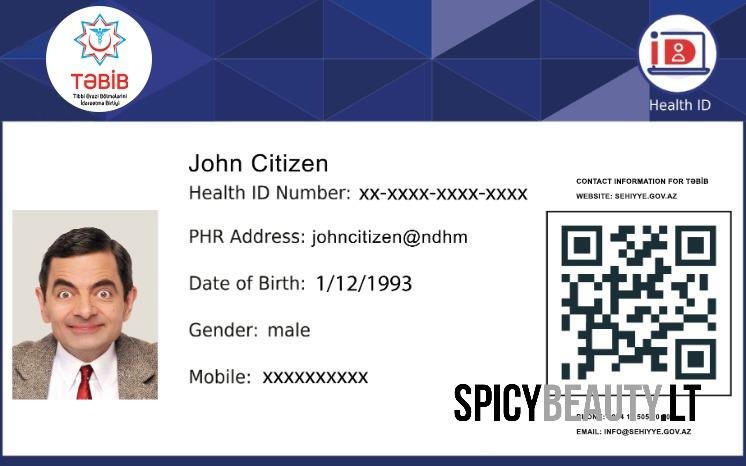 TƏBİB
Tibbi Ərazi Bölmələrini
İdarəetmə Birliyi
iD
Health ID
John Citizen
Health ID Number: xx-xxxx-xxxx-xxxx
PHR Address: johncitizen@ndhm
Date of Birth: 1/12/1993
Gender: male
Mobile: xxxxxxxxxx
CONTACT INFORMATION FOR TƏBİB
WEBSITE: SEHIYYE.GOV.AZ
SPICYBEAUTY.LT
EMAIL: INFO@SEHIYYE.GOV.AZ